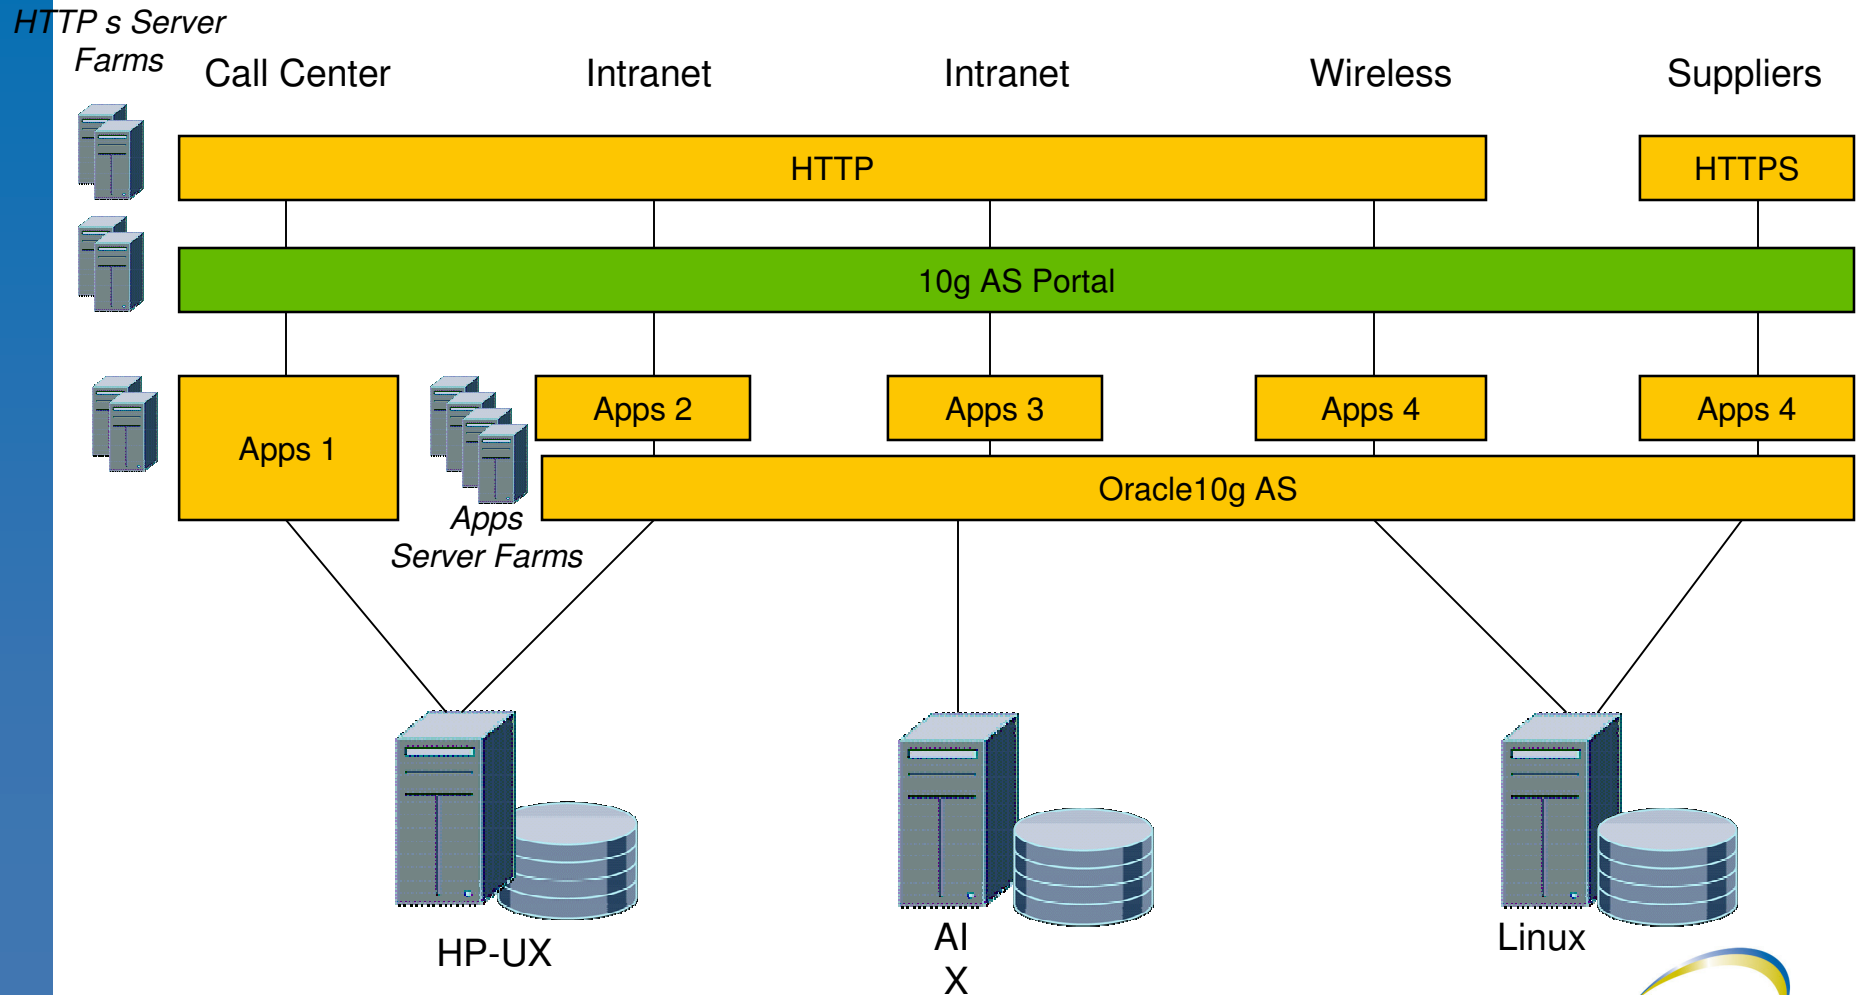 HTTP s Server
Farms
Call Center
Intranet
Intranet
Wireless
Suppliers
HTTP
HTTPS
10g AS Portal
Apps 1
Apps 2
Apps 3
Apps 4
Apps 4
Oracle10g AS
Apps
Server Farms
HP-UX
AI
X
Linux